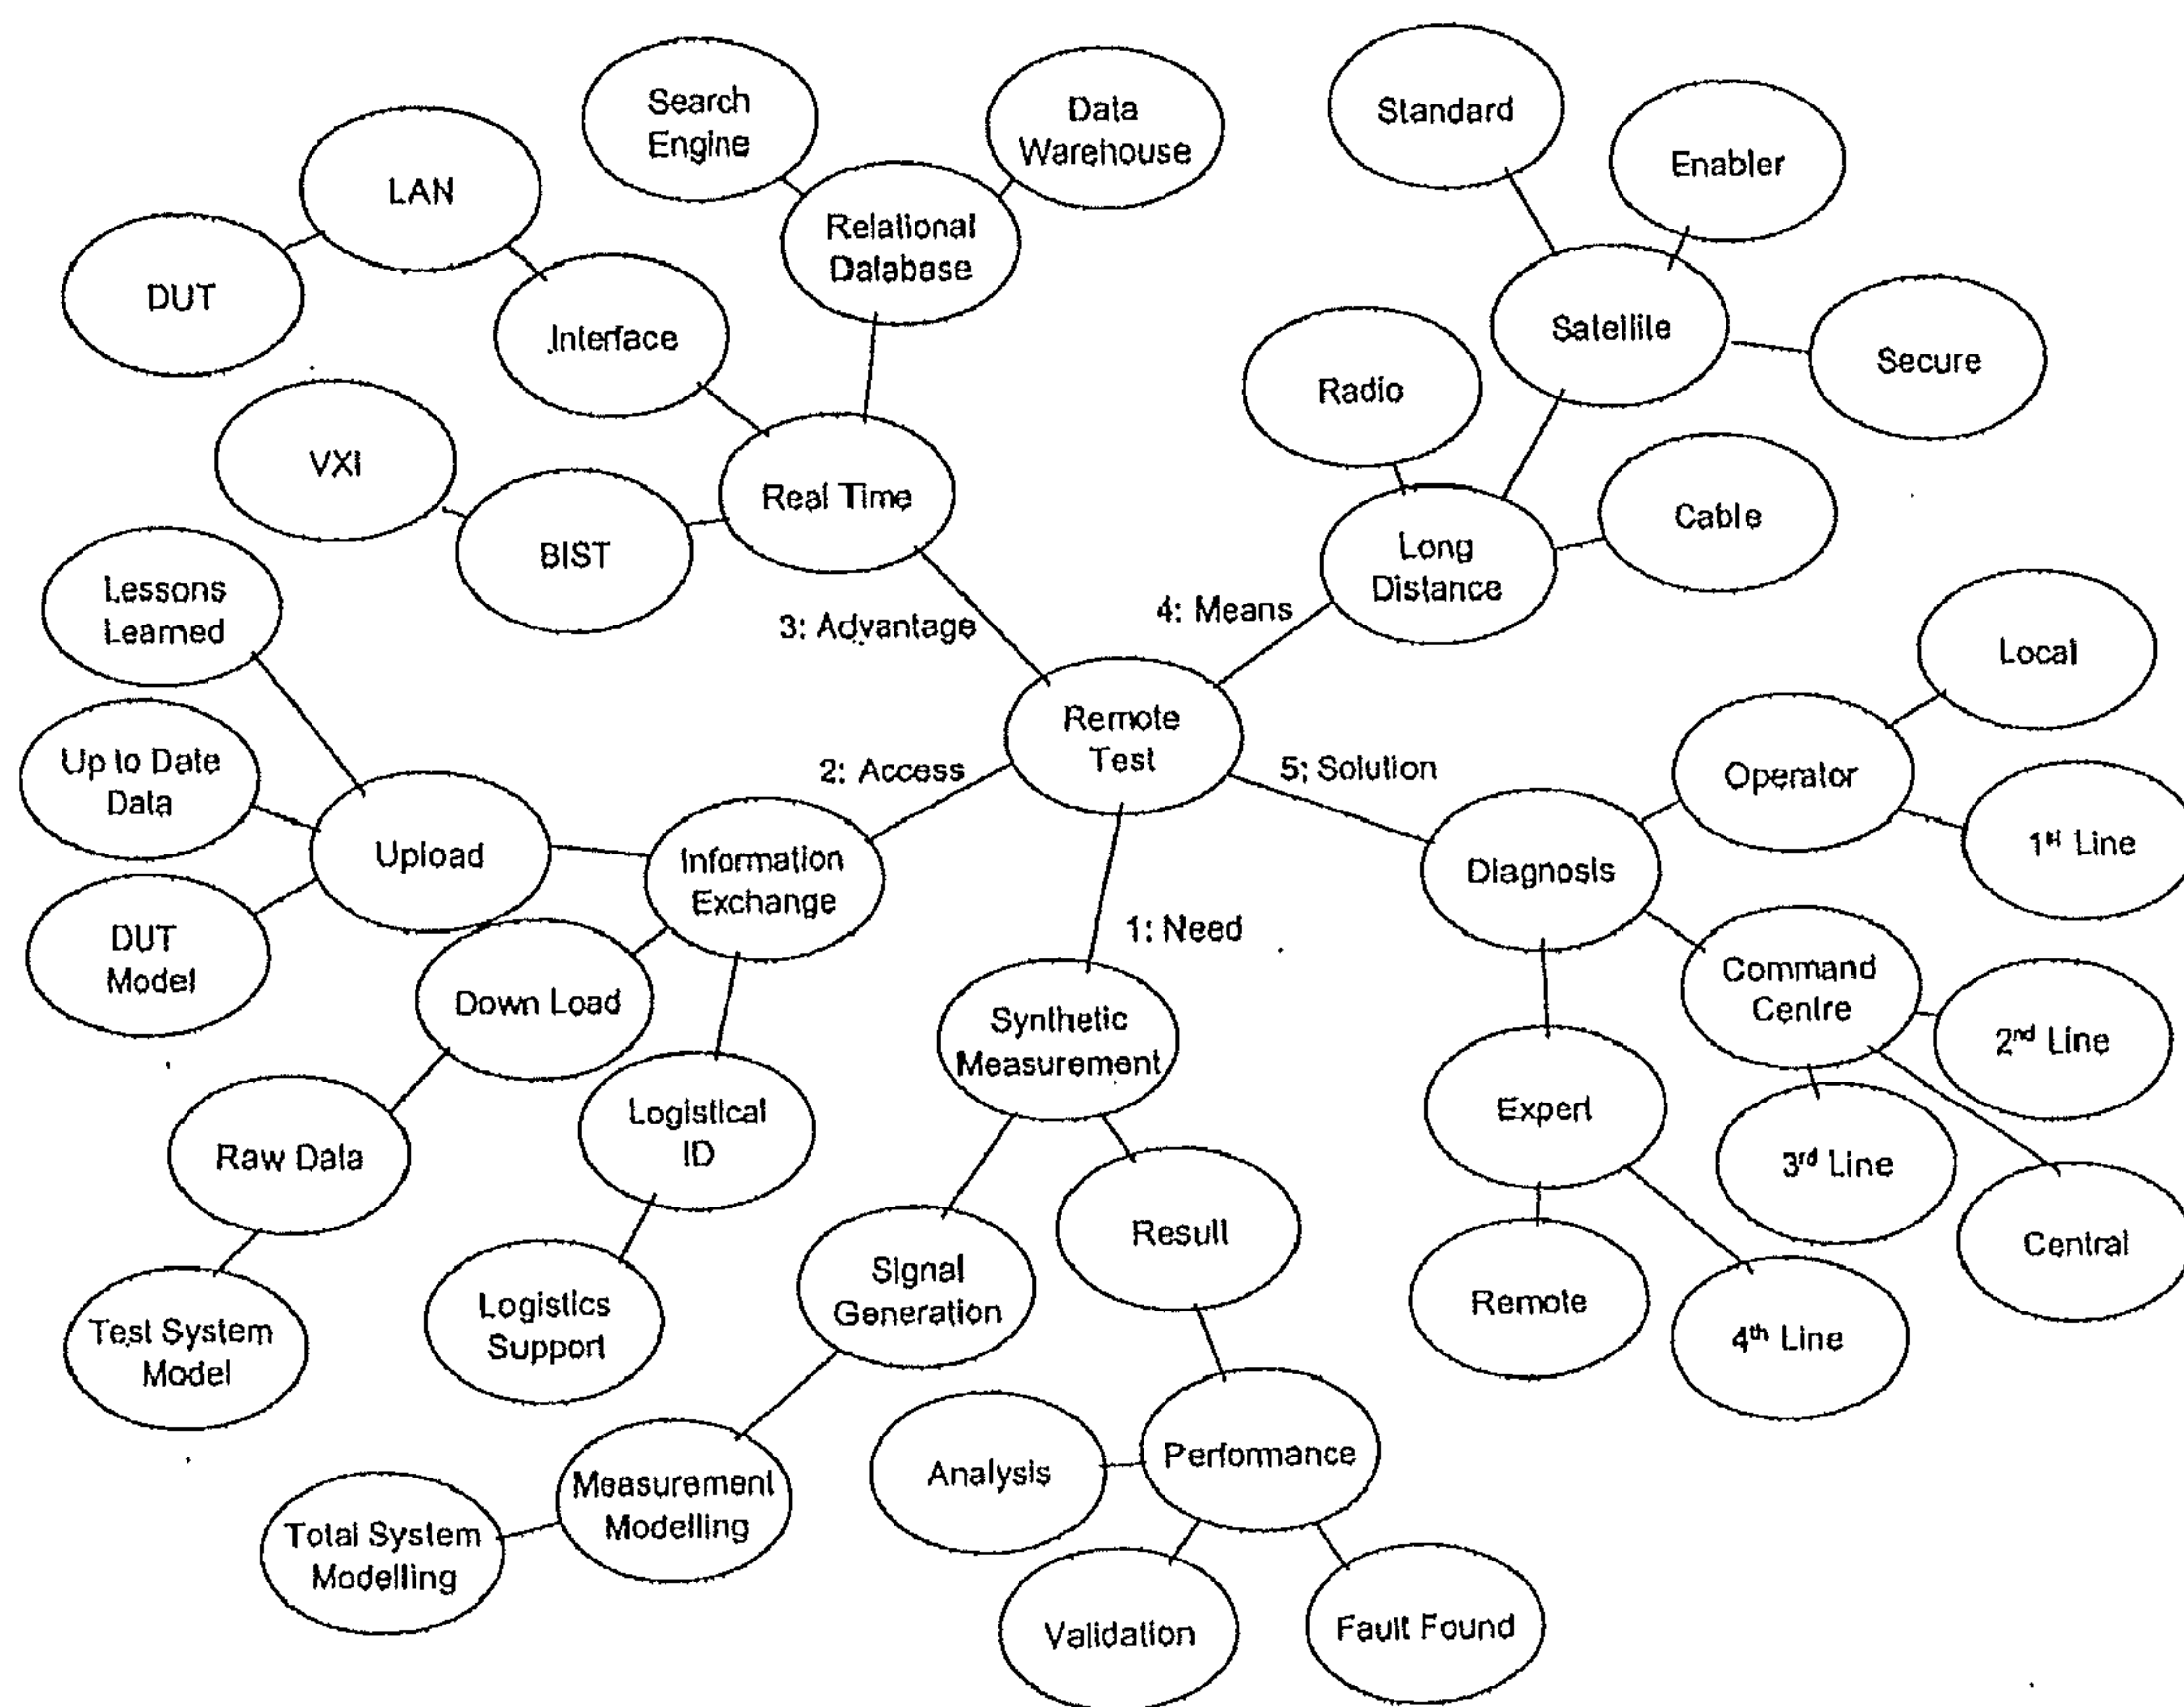 Search
Engine
Data
Warehouse
Standard
Enabler
LAN
Relational
Database
DUT
Interface
Satellite
Secure
Radio
VXI
Real Time
Cable
BIST
Long
Distance
Lessons
Learned
3: Advantage
4: Means
Local
Remote
Test
Up to Date
Data
2: Access
5: Solution
Operator
1st Line
Upload
Information
Exchange
Diagnosis
DUT
Model
1: Need
Command
Centre
Down Load
Synthetic
Measurement
2nd Line
Raw Data
Logistical
ID
Expert
3rd Line
Result
Central
Signal
Generation
Remote
4th Line
Test System
Model
Logistics
Support
Performance
Analysis
Measurement
Modelling
Total System
Modelling
Validation
Fault Found